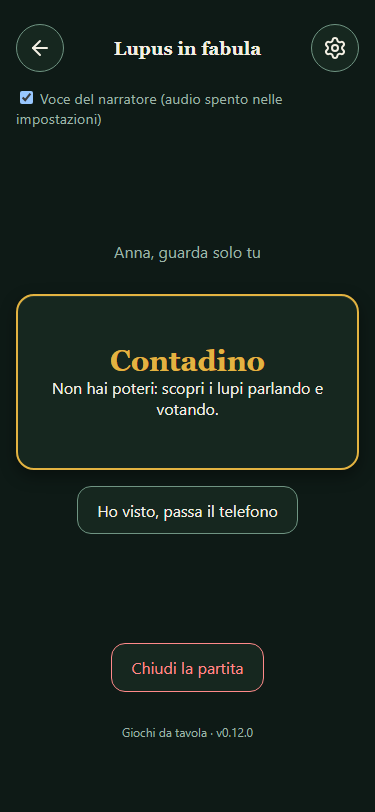 Lupus in fabula
Voce del narratore (audio spento nelle
impostazioni)
Anna, guarda solo tu
Contadino
Non hai poteri: scopri i lupi parlando e
votando.
Ho visto, passa il telefono
Chiudi la partita
Giochi da tavola · v0.12.0